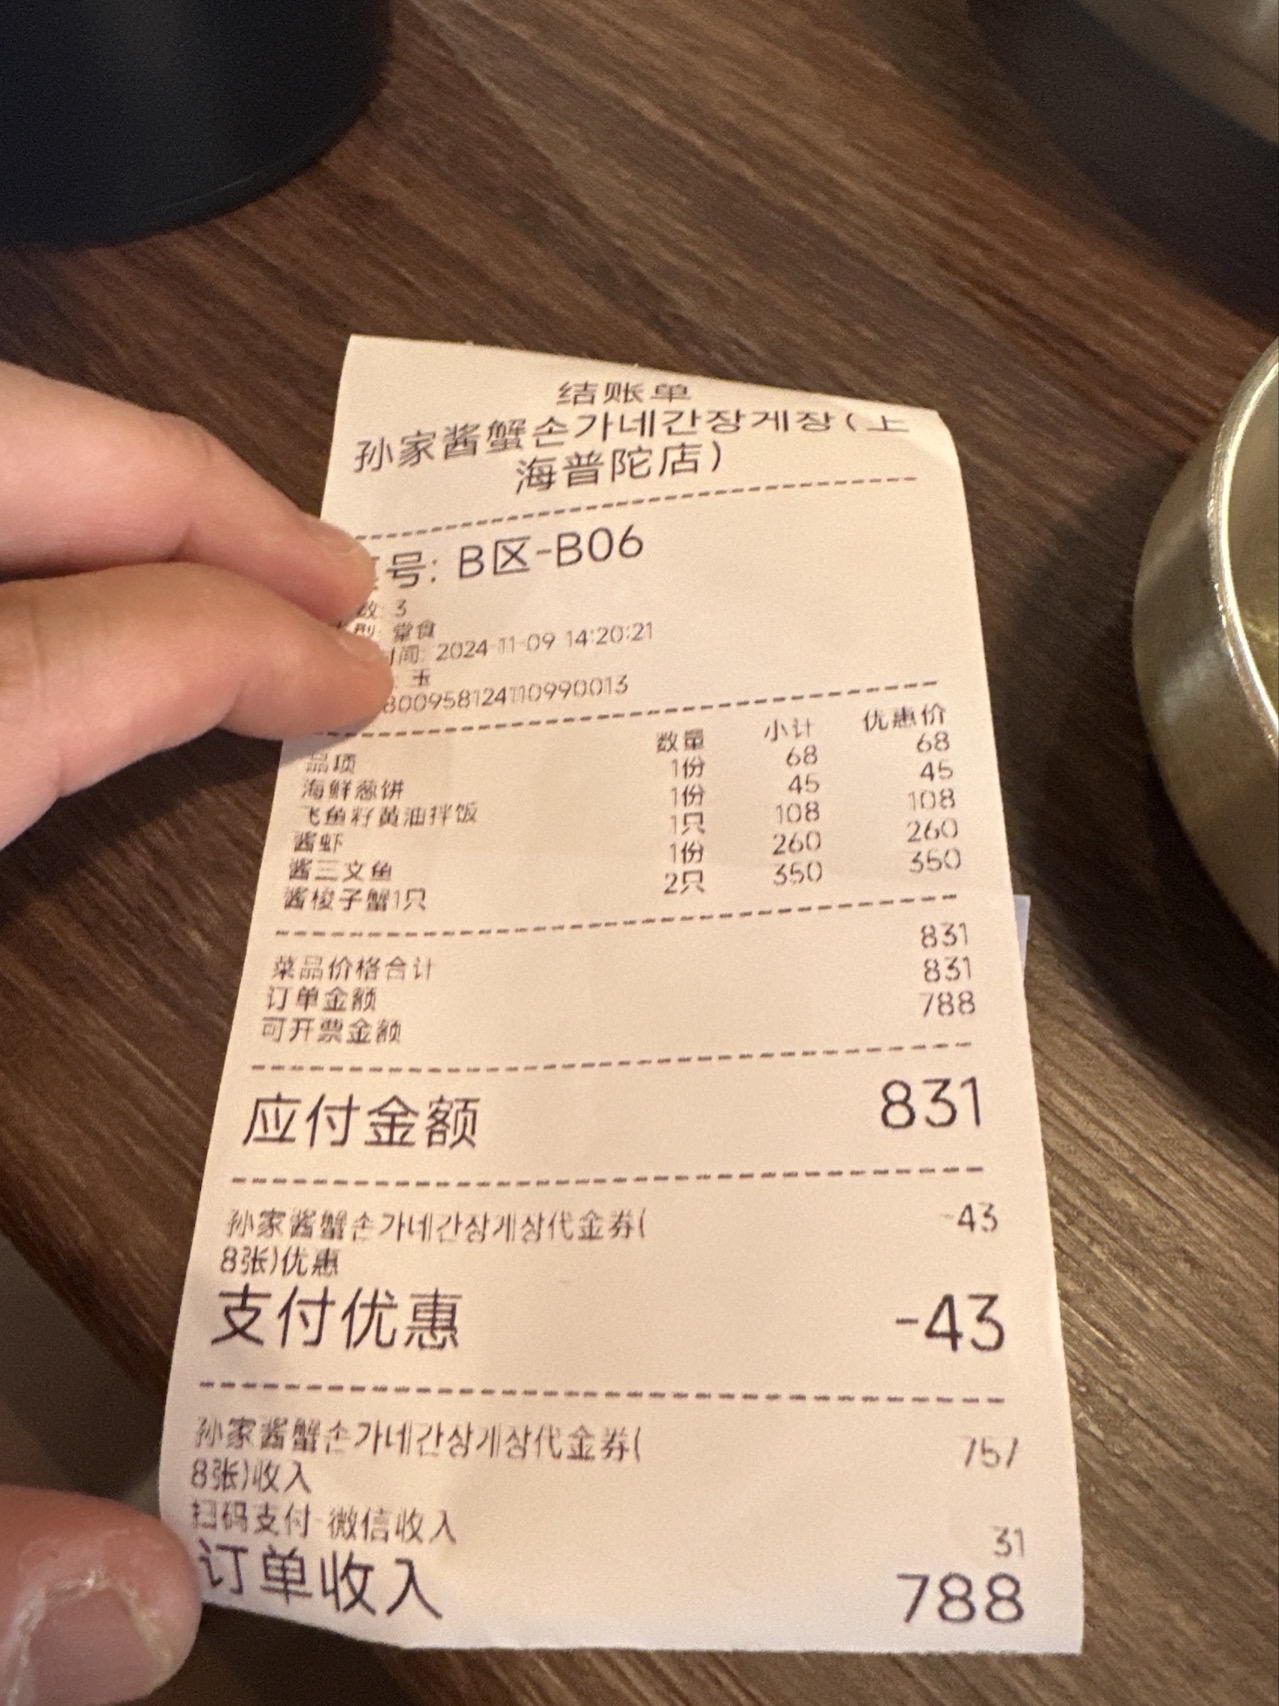 结账单
孙家酱蟹손가네간장게장(上
海普陀店)
号: B区-B06
数: 3
型: 堂食
时间: 2024-11-09 14:20:21
玉
800958124110990013
品项 数量 小计 优惠价
海鲜葱饼 1份 68 68
飞鱼籽黄油拌饭 1份 45 45
酱虾 1只 108 108
酱三文鱼 1份 260 260
酱梭子蟹1只 2只 350 350
菜品价格合计 831
订单金额 831
可开票金额 788
应付金额 831
孙家酱蟹손가네간장게장代金券( -43
8张)优惠
支付优惠 -43
孙家酱蟹손가네간장게장代金券( 757
8张)收入
扫码支付-微信收入 31
订单收入 788